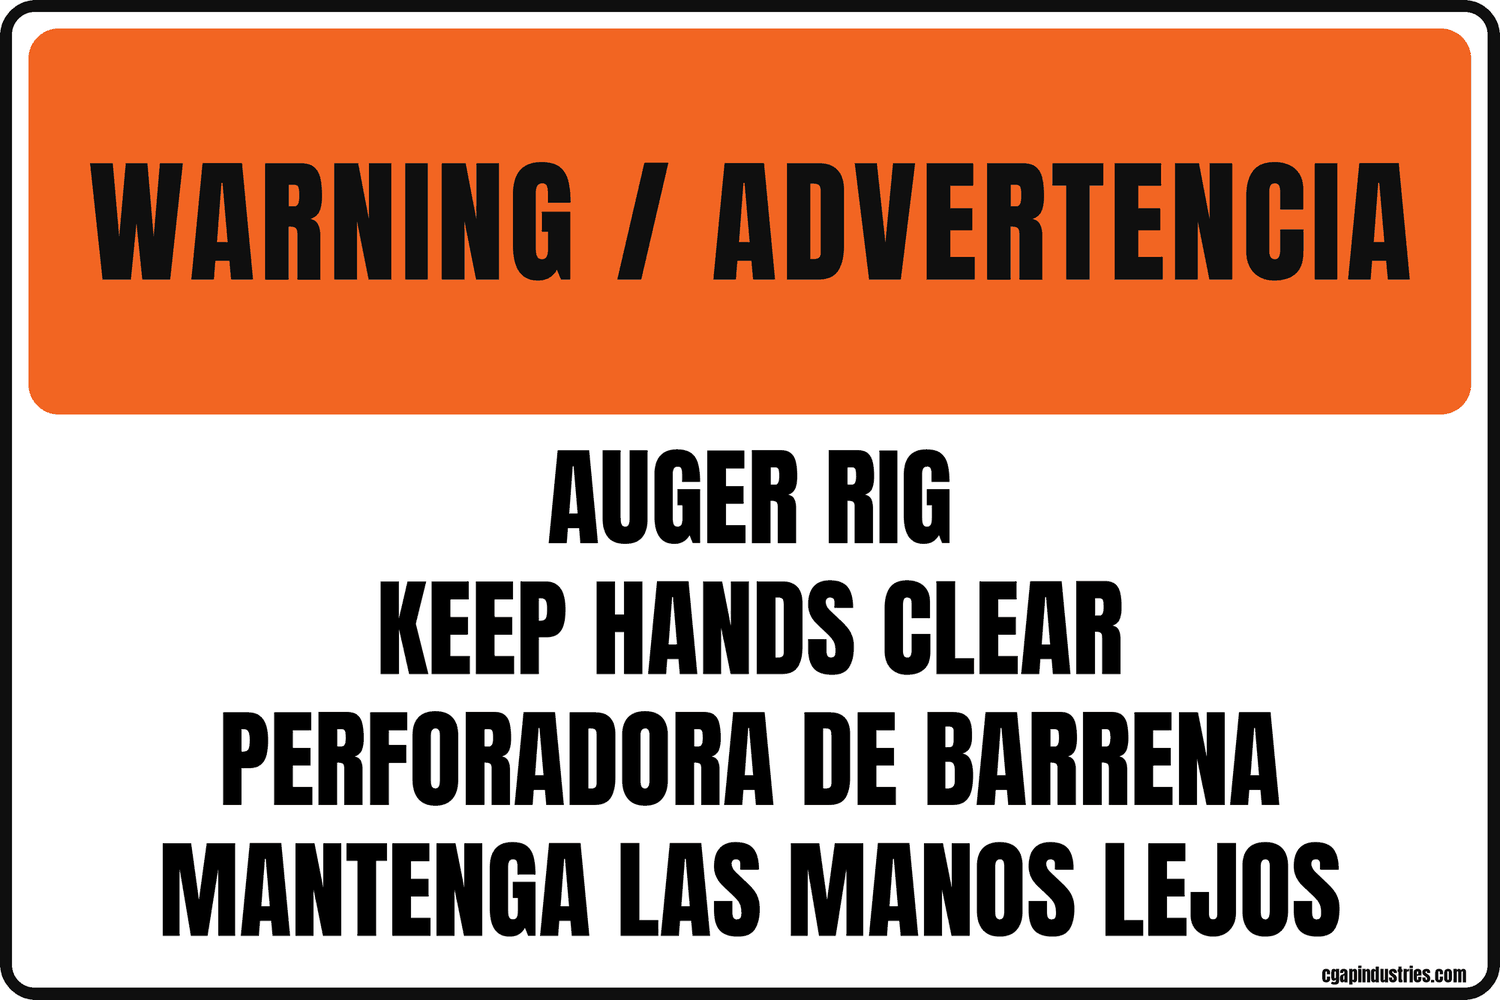 WARNING / ADVERTENCIA
AUGER RIG
KEEP HANDS CLEAR
PERFORADORA DE BARRENA
MANTENGA LAS MANOS LEJOS
cgapindustries.com